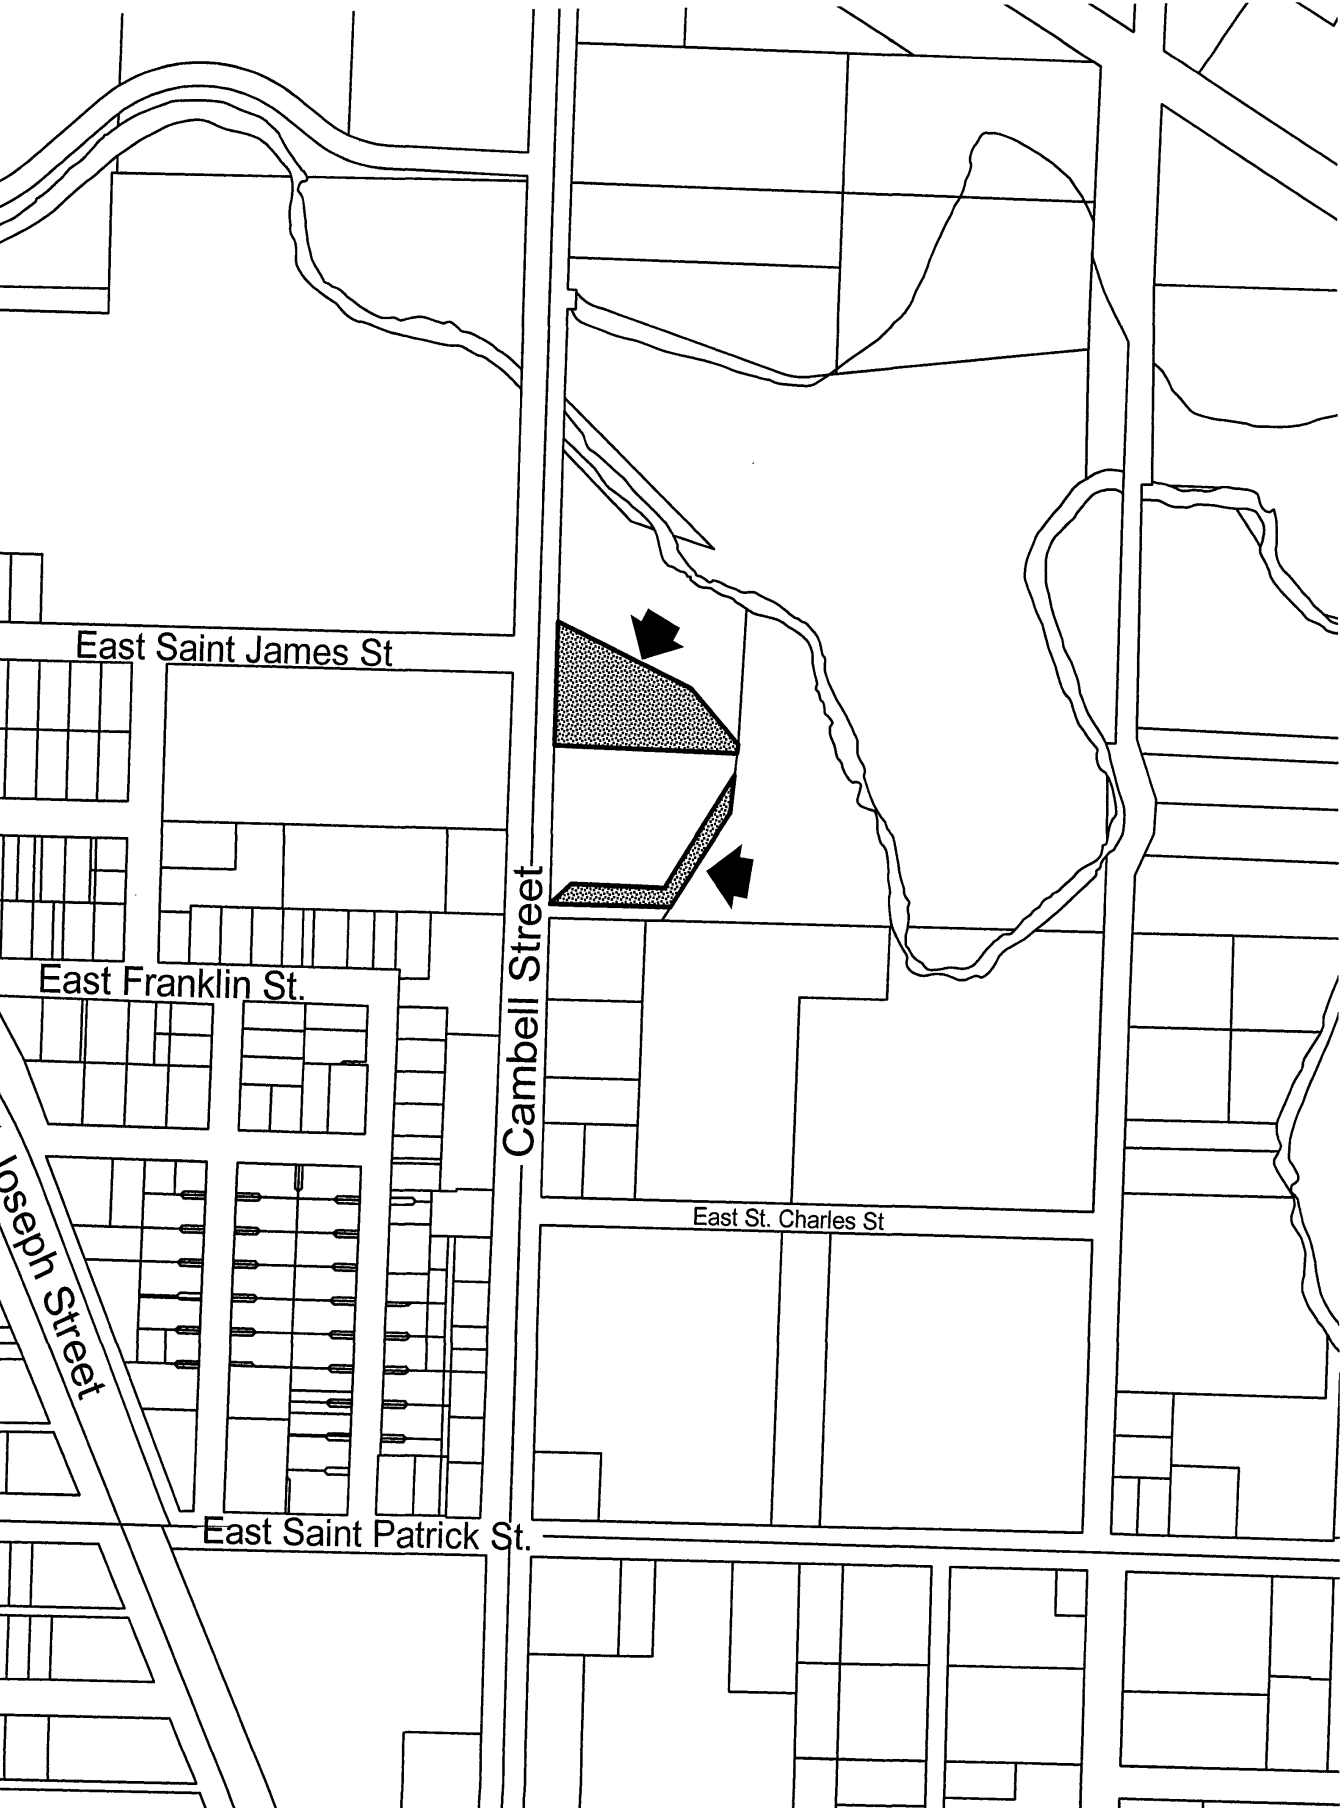 East Saint James St
Cambell Street
East Franklin St.
Joseph Street
East St. Charles St
East Saint Patrick St.